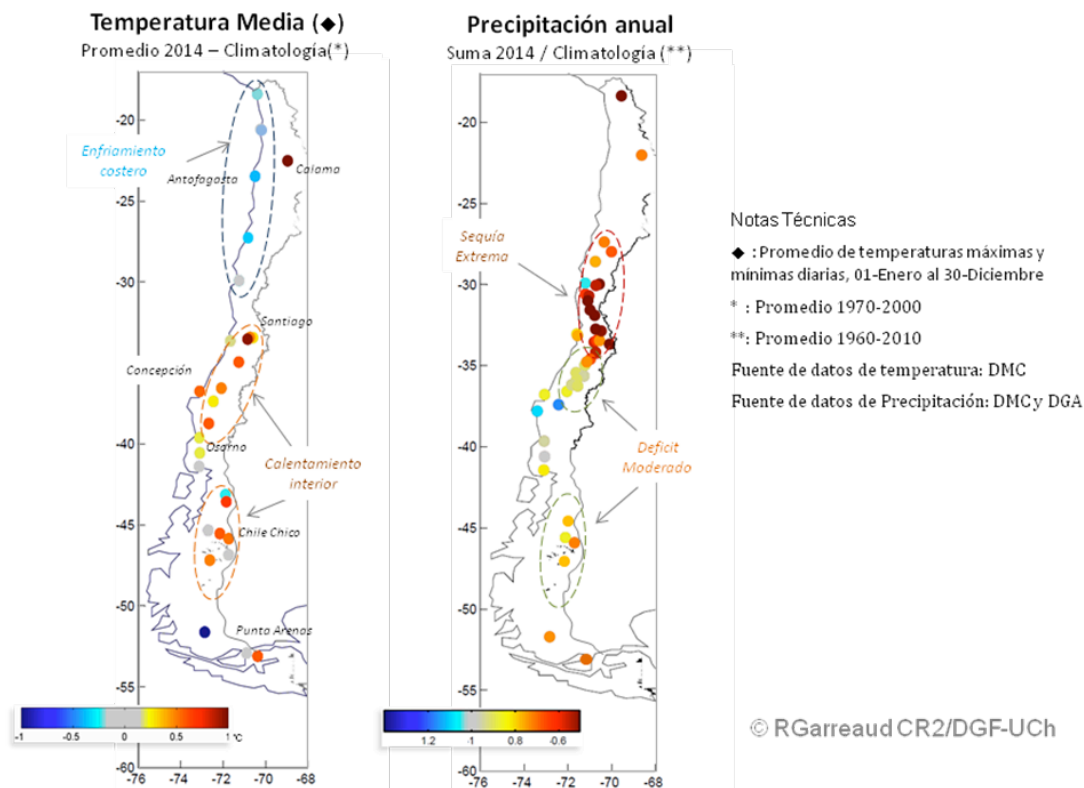 Temperatura Media (◆)
Promedio 2014 – Climatología(*)
-20
-25
-30
-35
-40
-45
-50
-55
-60
-76 -74 -72 -70 -68
Enfriamiento
costero
Antofagasta
Calama
Santiago
Concepción
Osorno
Calentamiento
interior
Chile Chico
Punta Arenas
-1 -0.5 0 0.5 1 °C
Precipitación anual
Suma 2014 / Climatología (**)
-20
-25
-30
-35
-40
-45
-50
-55
-60
-76 -74 -72 -70 -68
Sequía
Extrema
Deficit
Moderado
1.2 -1 0.8 -0.6
Notas Técnicas
◆ : Promedio de temperaturas máximas y
mínimas diarias, 01-Enero al 30-Diciembre
* : Promedio 1970-2000
**: Promedio 1960-2010
Fuente de datos de temperatura: DMC
Fuente de datos de Precipitación: DMC y DGA
© RGarreaud CR2/DGF-UCh